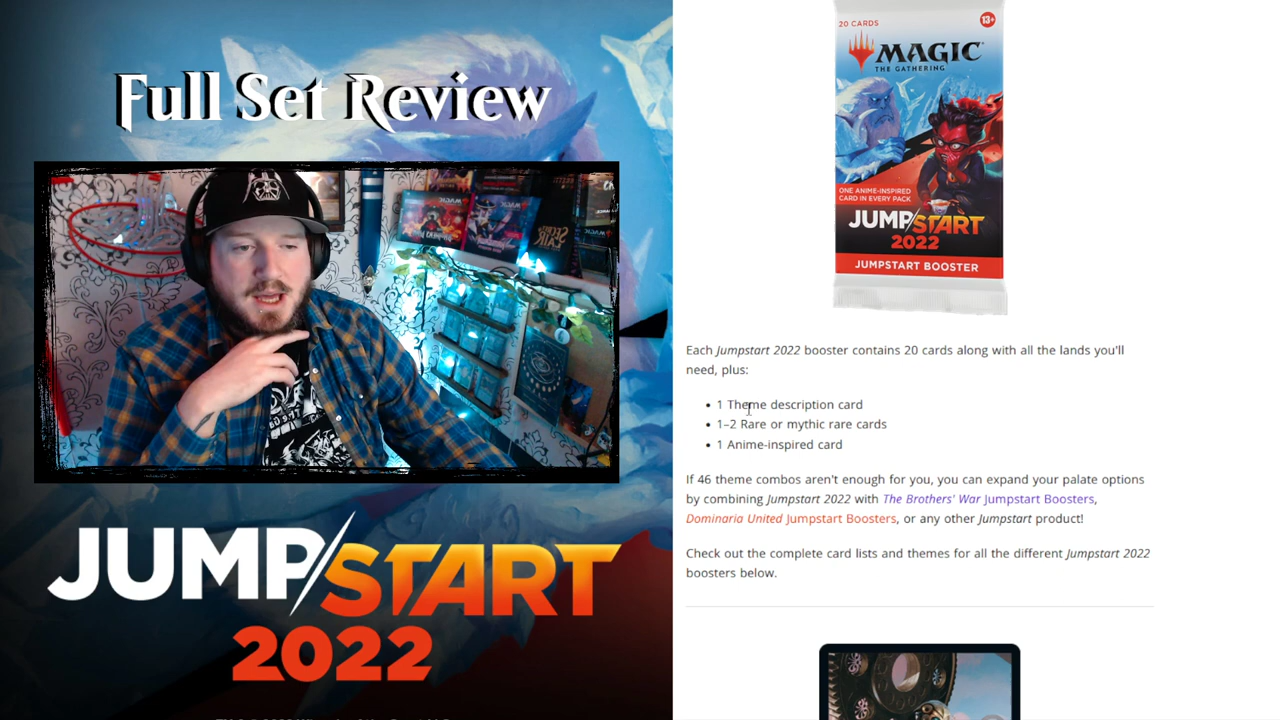 Full Set Review
JUMP/START
2022
20 CARDS
13+
MAGIC
THE GATHERING
ONE ANIME-INSPIRED
CARD IN EVERY PACK
JUMP/START
2022
JUMPSTART BOOSTER
Each Jumpstart 2022 booster contains 20 cards along with all the lands you'll
need, plus:
• 1 Theme description card
• 1–2 Rare or mythic rare cards
• 1 Anime-inspired card
If 46 theme combos aren't enough for you, you can expand your palate options
by combining Jumpstart 2022 with The Brothers' War Jumpstart Boosters,
Dominaria United Jumpstart Boosters, or any other Jumpstart product!
Check out the complete card lists and themes for all the different Jumpstart 2022
boosters below.